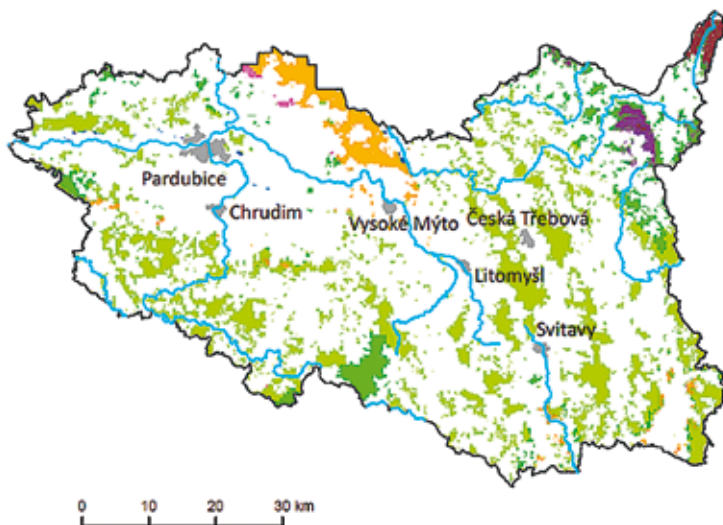 Pardubice
Chrudim
Vysoké Mýto
Česká Třebová
Litomyšl
Svitavy
0 10 20 30 km